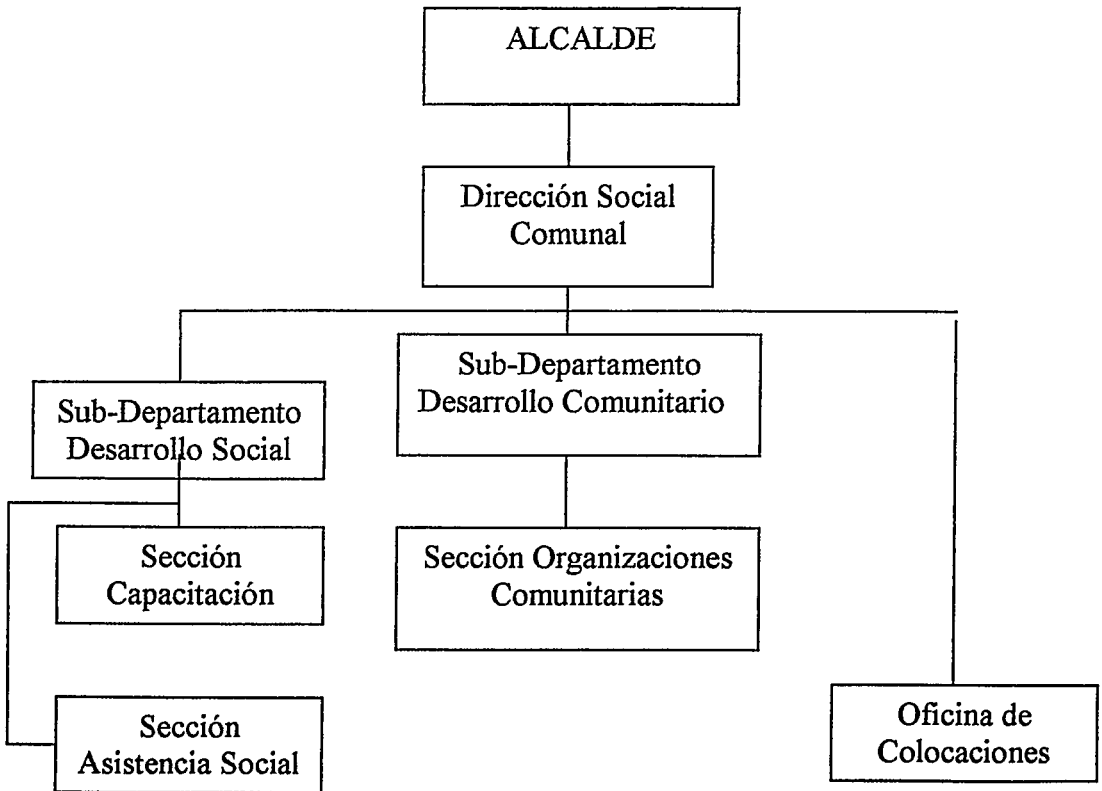 ALCALDE
Dirección Social
Comunal
Sub-Departamento
Desarrollo Social
Sub-Departamento
Desarrollo Comunitario
Sección
Capacitación
Sección Organizaciones
Comunitarias
Sección
Asistencia Social
Oficina de
Colocaciones